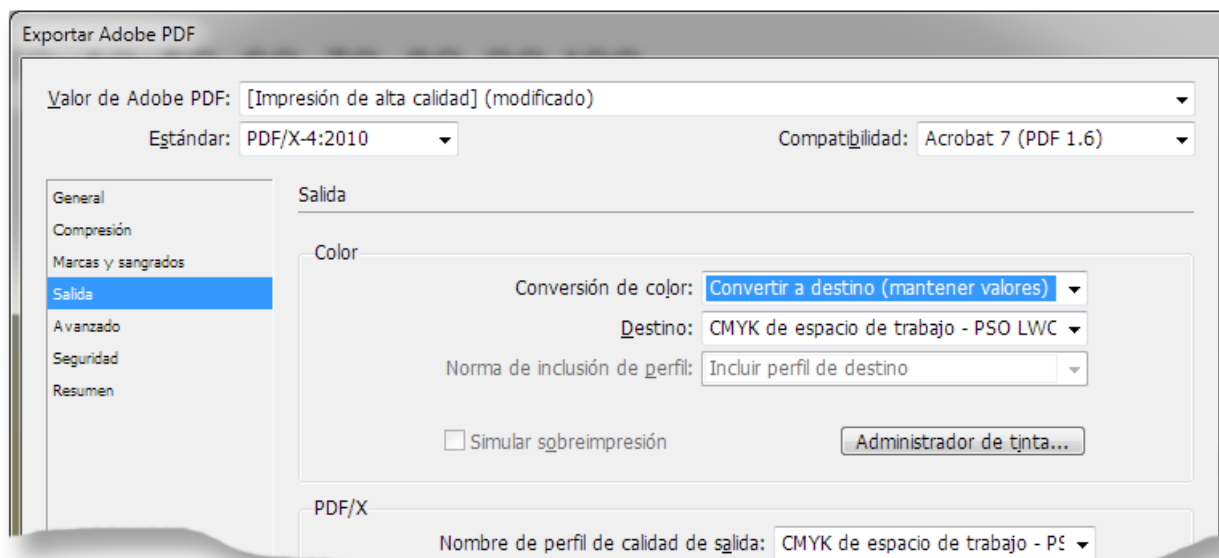 Exportar Adobe PDF
Valor de Adobe PDF: [Impresión de alta calidad] (modificado)
Estándar: PDF/X-4:2010 Compatibilidad: Acrobat 7 (PDF 1.6)
General
Salida
Compresión
Marcas y sangrados
Color
Salida
Conversión de color: Convertir a destino (mantener valores)
Avanzado
Destino: CMYK de espacio de trabajo - PSO LWC
Seguridad
Norma de inclusión de perfil: Incluir perfil de destino
Resumen
Simular sobreimpresión Administrador de tinta...
PDF/X
Nombre de perfil de calidad de salida: CMYK de espacio de trabajo - PS